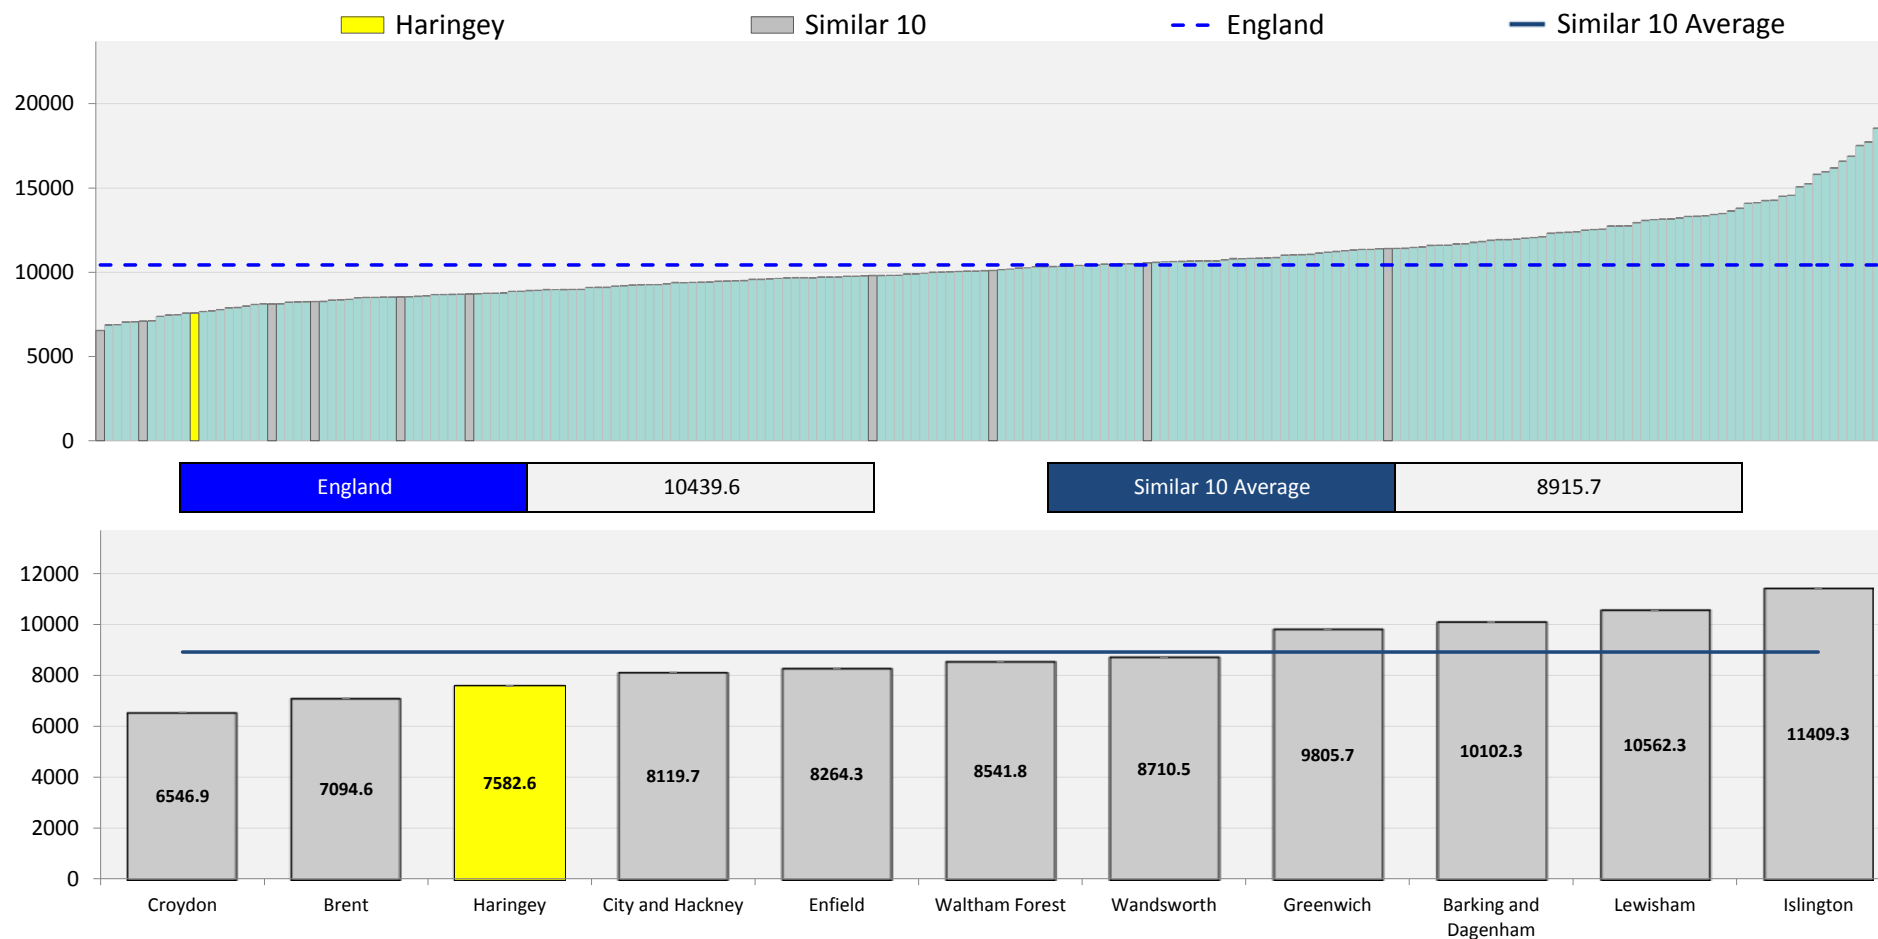 Haringey Similar 10 England Similar 10 Average
20000
15000
10000
5000
0
England 10439.6 Similar 10 Average 8915.7
12000
10000
8000
6000
4000
2000
0
6546.9 7094.6 7582.6 8119.7 8264.3 8541.8 8710.5 9805.7 10102.3 10562.3 11409.3
Croydon Brent Haringey City and Hackney Enfield Waltham Forest Wandsworth Greenwich Barking and Lewisham Islington
Dagenham